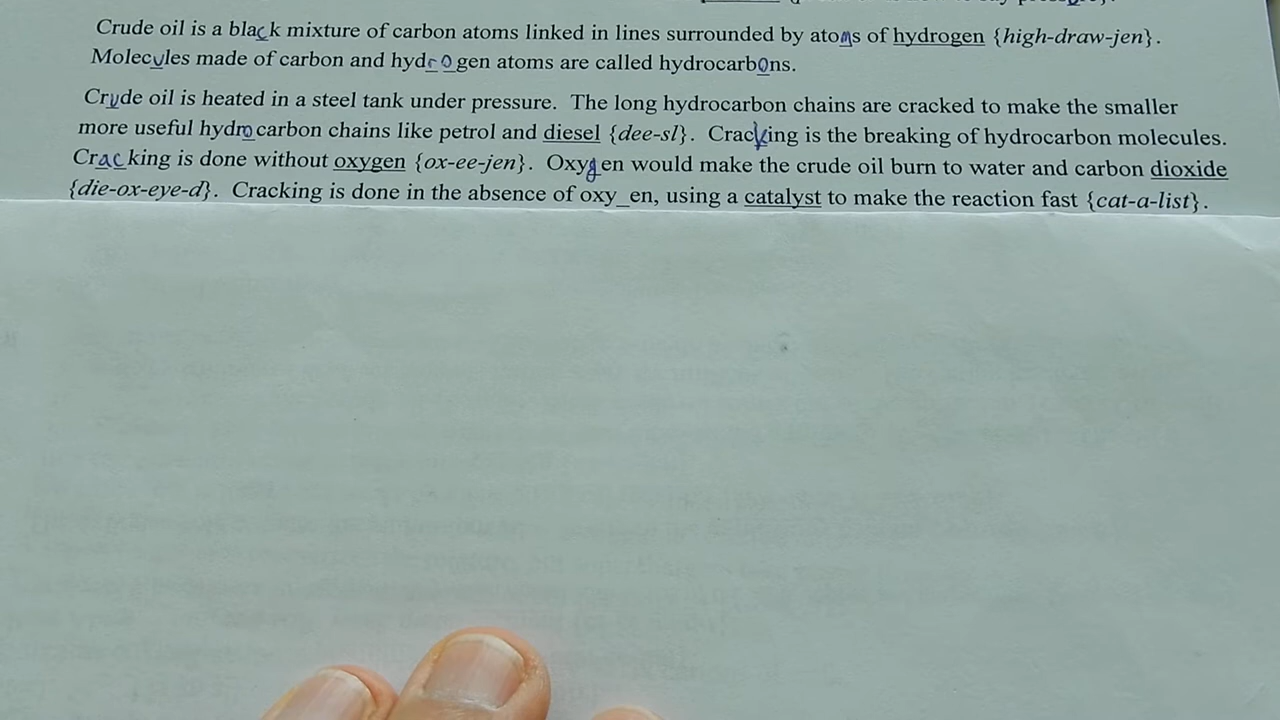 Crude oil is a black mixture of carbon atoms linked in lines surrounded by atoms of hydrogen {high-draw-jen}.
Molecules made of carbon and hydrogen atoms are called hydrocarbons.
Crude oil is heated in a steel tank under pressure. The long hydrocarbon chains are cracked to make the smaller
more useful hydrocarbon chains like petrol and diesel {dee-sl}. Cracking is the breaking of hydrocarbon molecules.
Cracking is done without oxygen {ox-ee-jen}. Oxygen would make the crude oil burn to water and carbon dioxide
{die-ox-eye-d}. Cracking is done in the absence of oxy_en, using a catalyst to make the reaction fast {cat-a-list}.